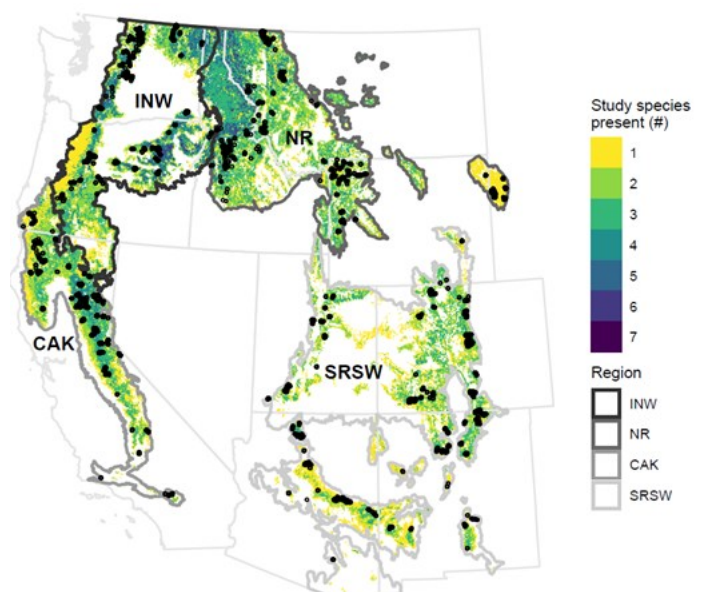 INW
NR
CAK
SRSW
Study species
present (#)
1
2
3
4
5
6
7
Region
INW
NR
CAK
SRSW